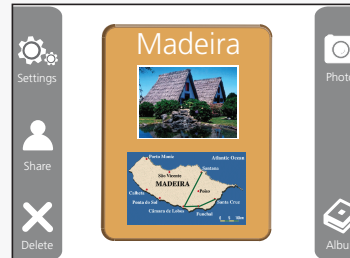 Madeira
Settings
Share
Delete
Porto Moniz
Atlantic Ocean
Santana
São Vicente
MADEIRA
Poiso
Calheta
Ponta do Sol
Santa Cruz
Câmara de Lobos
Funchal
Photo
Album